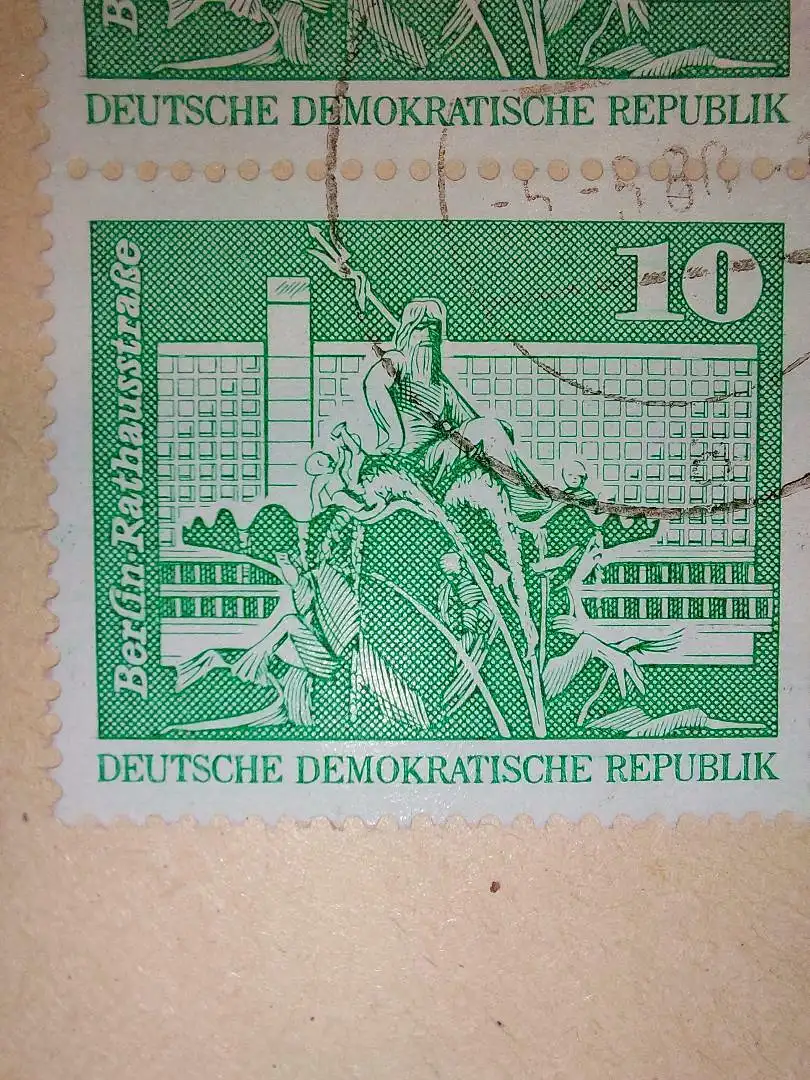 B
DEUTSCHE DEMOKRATISCHE REPUBLIK
10
Berlin·Rathausstraße
DEUTSCHE DEMOKRATISCHE REPUBLIK